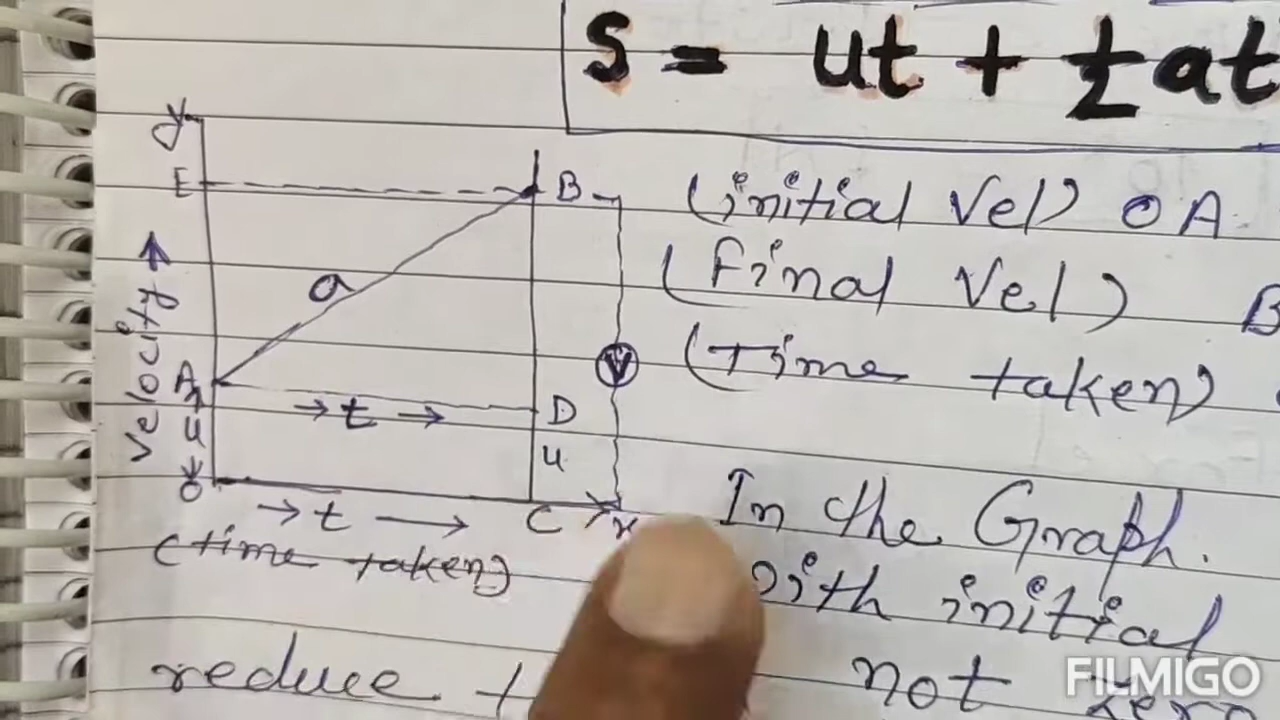 S = ut + ½at
y
E
B
(initial Vel) OA
a
(Final Vel) B
Velocity
V
A
(Time taken)
→ t →
D
u
u
O
→ t →
C
x
In the Graph.
(time taken)
with initial
reduce
not zero
FILMIGO